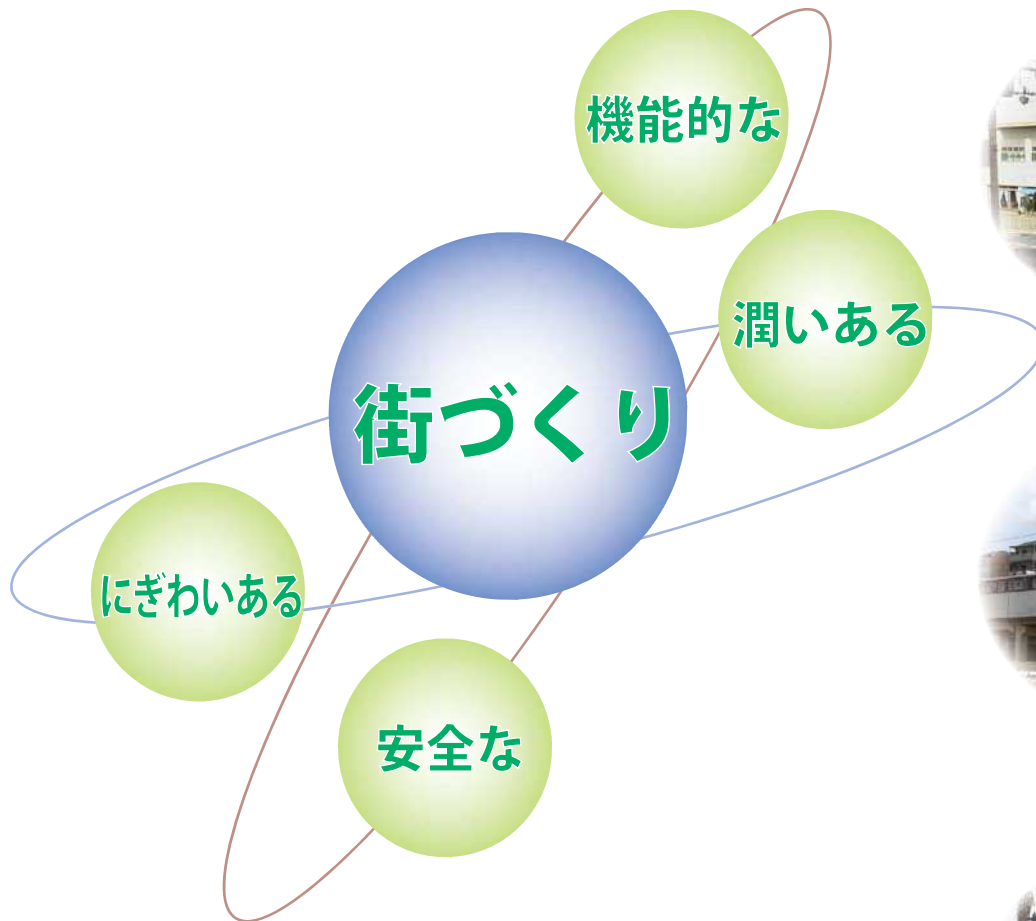 機能的な
潤いある
街づくり
にぎわいある
安全な